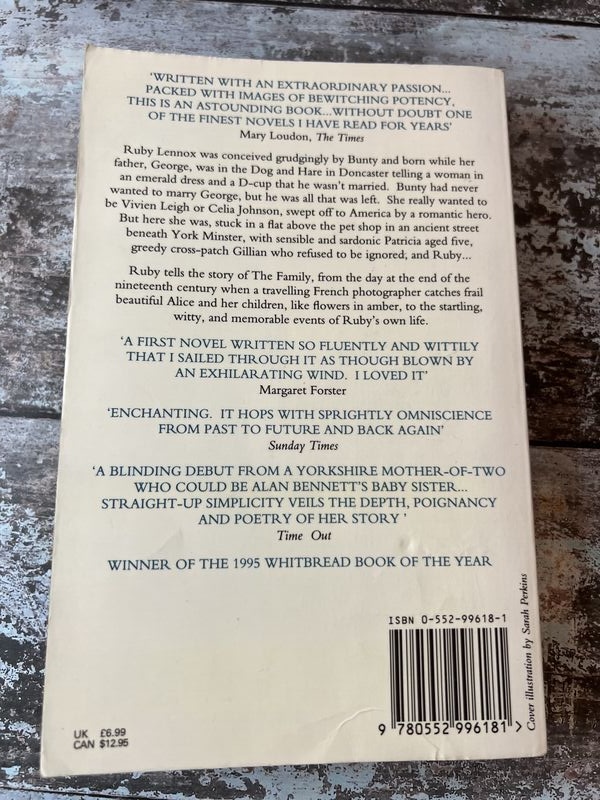 ‘WRITTEN WITH AN EXTRAORDINARY PASSION...
PACKED WITH IMAGES OF BEWITCHING POTENCY,
THIS IS AN ASTOUNDING BOOK...WITHOUT DOUBT ONE
OF THE FINEST NOVELS I HAVE READ FOR YEARS’
Mary Loudon, The Times
Ruby Lennox was conceived grudgingly by Bunty and born while her
father, George, was in the Dog and Hare in Doncaster telling a woman in
an emerald dress and a D-cup that he wasn't married. Bunty had never
wanted to marry George, but he was all that was left. She really wanted to
be Vivien Leigh or Celia Johnson, swept off to America by a romantic hero.
But here she was, stuck in a flat above the pet shop in an ancient street
beneath York Minster, with sensible and sardonic Patricia aged five,
greedy cross-patch Gillian who refused to be ignored, and Ruby...
Ruby tells the story of The Family, from the day at the end of the
nineteenth century when a travelling French photographer catches frail
beautiful Alice and her children, like flowers in amber, to the startling,
witty, and memorable events of Ruby's own life.
‘A FIRST NOVEL WRITTEN SO FLUENTLY AND WITTILY
THAT I SAILED THROUGH IT AS THOUGH BLOWN BY
AN EXHILARATING WIND. I LOVED IT’
Margaret Forster
‘ENCHANTING. IT HOPS WITH SPRIGHTLY OMNISCIENCE
FROM PAST TO FUTURE AND BACK AGAIN’
Sunday Times
‘A BLINDING DEBUT FROM A YORKSHIRE MOTHER-OF-TWO
WHO COULD BE ALAN BENNETT'S BABY SISTER...
STRAIGHT-UP SIMPLICITY VEILS THE DEPTH, POIGNANCY
AND POETRY OF HER STORY ’
Time Out
WINNER OF THE 1995 WHITBREAD BOOK OF THE YEAR
ISBN 0-552-99618-1
9 780552 996181 >
Cover illustration by Sarah Perkins
UK £6.99
CAN $12.95